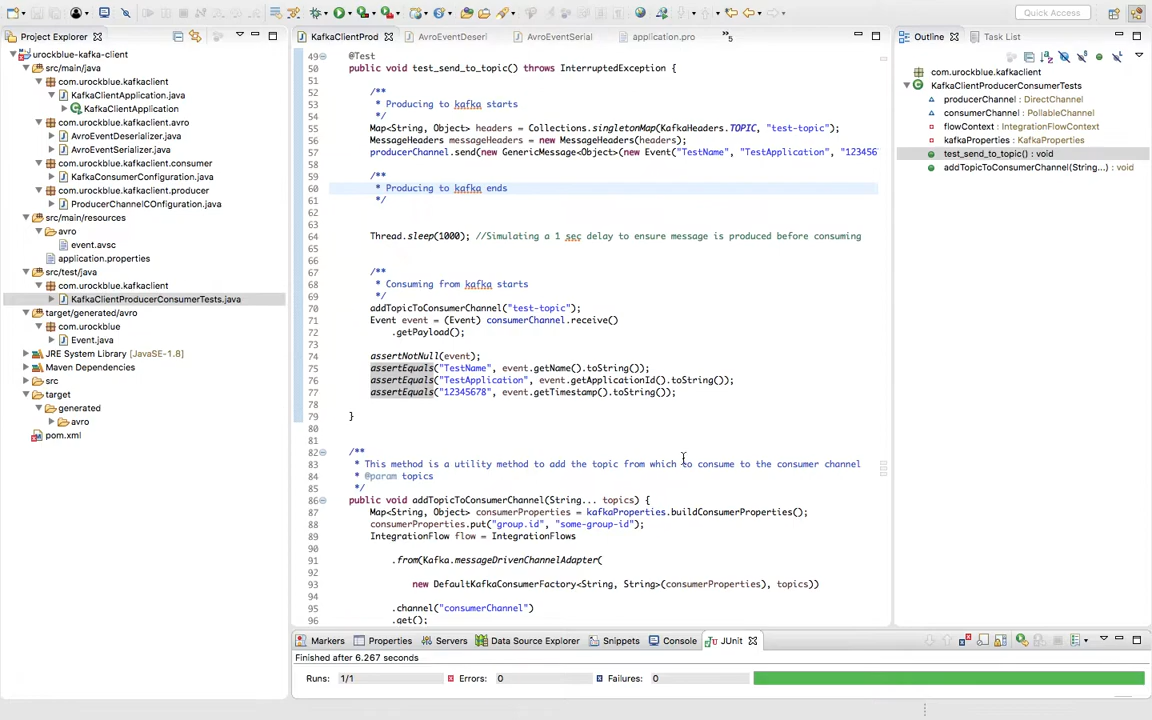 Quick Access
Project Explorer
urockblue-kafka-client
src/main/java
com.urockblue.kafkaclient
KafkaClientApplication.java
KafkaClientApplication
com.urockblue.kafkaclient.avro
AvroEventDeserializer.java
AvroEventSerializer.java
com.urockblue.kafkaclient.consumer
KafkaConsumerConfiguration.java
com.urockblue.kafkaclient.producer
ProducerChannelCOnfiguration.java
src/main/resources
avro
event.avsc
application.properties
src/test/java
com.urockblue.kafkaclient
KafkaClientProducerConsumerTests.java
target/generated/avro
com.urockblue
Event.java
JRE System Library [JavaSE-1.8]
Maven Dependencies
src
target
generated
avro
pom.xml
KafkaClientProd
AvroEventDeseri
AvroEventSerial
application.pro
»5
49 @Test
50 public void test_send_to_topic() throws InterruptedException {
51
52 /**
53 * Producing to kafka starts
54 */
55 Map<String, Object> headers = Collections.singletonMap(KafkaHeaders.TOPIC, "test-topic");
56 MessageHeaders messageHeaders = new MessageHeaders(headers);
57 producerChannel.send(new GenericMessage<Object>(new Event("TestName", "TestApplication", "123456
58
59 /**
60 * Producing to kafka ends
61 */
62
63
64 Thread.sleep(1000); //Simulating a 1 sec delay to ensure message is produced before consuming
65
66
67 /**
68 * Consuming from kafka starts
69 */
70 addTopicToConsumerChannel("test-topic");
71 Event event = (Event) consumerChannel.receive()
72 .getPayload();
73
74 assertNotNull(event);
75 assertEquals("TestName", event.getName().toString());
76 assertEquals("TestApplication", event.getApplicationId().toString());
77 assertEquals("12345678", event.getTimestamp().toString());
78
79 }
80
81
82 /**
83 * This method is a utility method to add the topic from which to consume to the consumer channel
84 * @param topics
85 */
86 public void addTopicToConsumerChannel(String... topics) {
87 Map<String, Object> consumerProperties = kafkaProperties.buildConsumerProperties();
88 consumerProperties.put("group.id", "some-group-id");
89 IntegrationFlow flow = IntegrationFlows
90
91 .from(Kafka.messageDrivenChannelAdapter(
92
93 new DefaultKafkaConsumerFactory<String, String>(consumerProperties), topics))
94
95 .channel("consumerChannel")
96 .get();
Outline
Task List
com.urockblue.kafkaclient
KafkaClientProducerConsumerTests
producerChannel : DirectChannel
consumerChannel : PollableChannel
flowContext : IntegrationFlowContext
kafkaProperties : KafkaProperties
test_send_to_topic() : void
addTopicToConsumerChannel(String...) : void
Markers
Properties
Servers
Data Source Explorer
Snippets
Console
JUnit
Finished after 6.267 seconds
Runs: 1/1
Errors: 0
Failures: 0